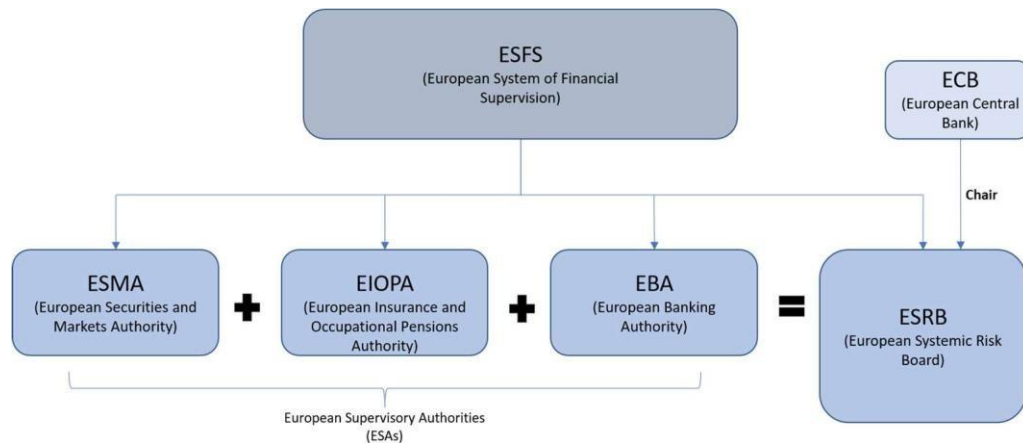 ESFS
(European System of Financial
Supervision)
ECB
(European Central
Bank)
Chair
ESMA
(European Securities and
Markets Authority)
+
EIOPA
(European Insurance and
Occupational Pensions
Authority)
+
EBA
(European Banking
Authority)
=
ESRB
(European Systemic Risk
Board)
European Supervisory Authorities
(ESAs)